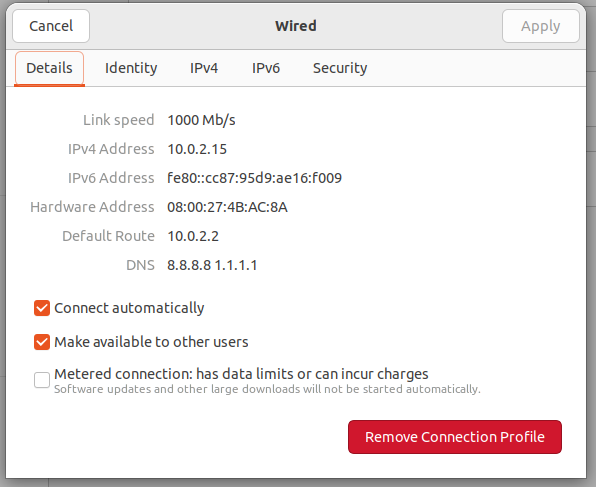 Cancel Wired Apply
Details Identity IPv4 IPv6 Security
Link speed 1000 Mb/s
IPv4 Address 10.0.2.15
IPv6 Address fe80::cc87:95d9:ae16:f009
Hardware Address 08:00:27:4B:AC:8A
Default Route 10.0.2.2
DNS 8.8.8.8 1.1.1.1
Connect automatically
Make available to other users
Metered connection: has data limits or can incur charges
Software updates and other large downloads will not be started automatically.
Remove Connection Profile